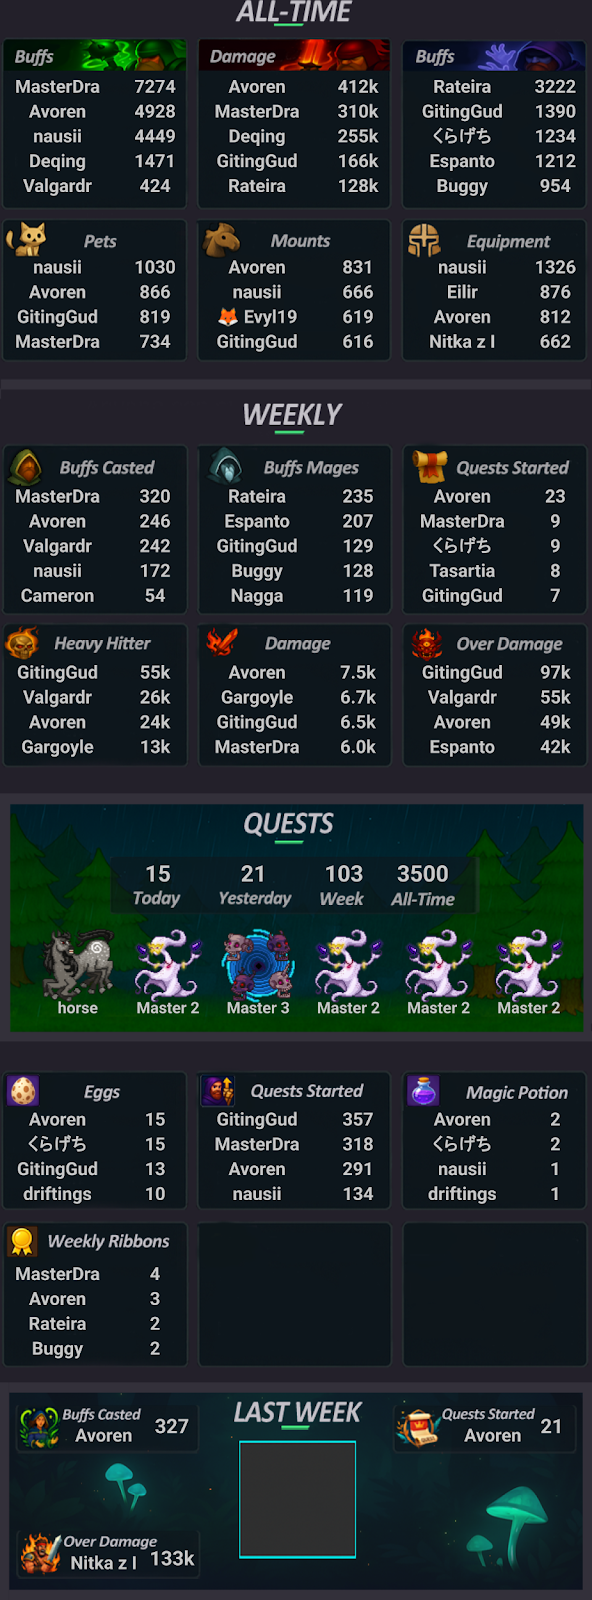 ALL-TIME
Buffs
MasterDra 7274
Avoren 4928
nausii 4449
Deqing 1471
Valgardr 424
Damage
Avoren 412k
MasterDra 310k
Deqing 255k
GitingGud 166k
Rateira 128k
Buffs
Rateira 3222
GitingGud 1390
くらげち 1234
Espanto 1212
Buggy 954
Pets
nausii 1030
Avoren 866
GitingGud 819
MasterDra 734
Mounts
Avoren 831
nausii 666
🦊 Evyl19 619
GitingGud 616
Equipment
nausii 1326
Eilir 876
Avoren 812
Nitka z I 662
WEEKLY
Buffs Casted
MasterDra 320
Avoren 246
Valgardr 242
nausii 172
Cameron 54
Buffs Mages
Rateira 235
Espanto 207
GitingGud 129
Buggy 128
Nagga 119
Quests Started
Avoren 23
MasterDra 9
くらげち 9
Tasartia 8
GitingGud 7
Heavy Hitter
GitingGud 55k
Valgardr 26k
Avoren 24k
Gargoyle 13k
Damage
Avoren 7.5k
Gargoyle 6.7k
GitingGud 6.5k
MasterDra 6.0k
Over Damage
GitingGud 97k
Valgardr 55k
Avoren 49k
Espanto 42k
QUESTS
15 21 103 3500
Today Yesterday Week All-Time
horse Master 2 Master 3 Master 2 Master 2 Master 2
Eggs
Avoren 15
くらげち 15
GitingGud 13
driftings 10
Quests Started
GitingGud 357
MasterDra 318
Avoren 291
nausii 134
Magic Potion
Avoren 2
くらげち 2
nausii 1
driftings 1
Weekly Ribbons
MasterDra 4
Avoren 3
Rateira 2
Buggy 2
LAST WEEK
Buffs Casted
Avoren 327
Quests Started
Avoren 21
Over Damage
Nitka z I 133k